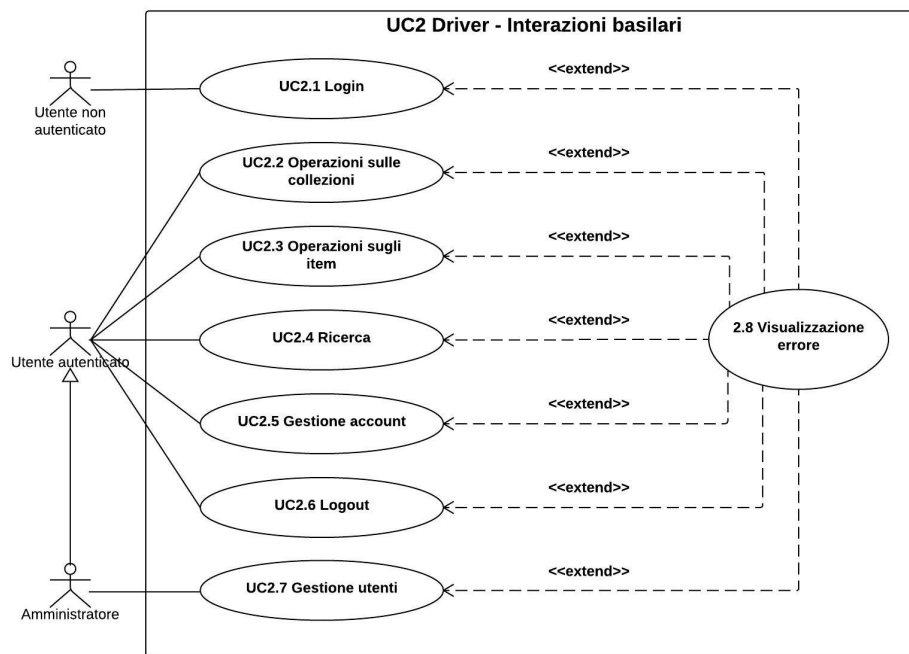 UC2 Driver - Interazioni basilari
<<extend>>
UC2.1 Login
Utente non
autenticato
<<extend>>
UC2.2 Operazioni sulle
collezioni
<<extend>>
UC2.3 Operazioni sugli
item
<<extend>>
UC2.4 Ricerca
2.8 Visualizzazione
errore
Utente autenticato
<<extend>>
UC2.5 Gestione account
<<extend>>
UC2.6 Logout
<<extend>>
UC2.7 Gestione utenti
Amministratore